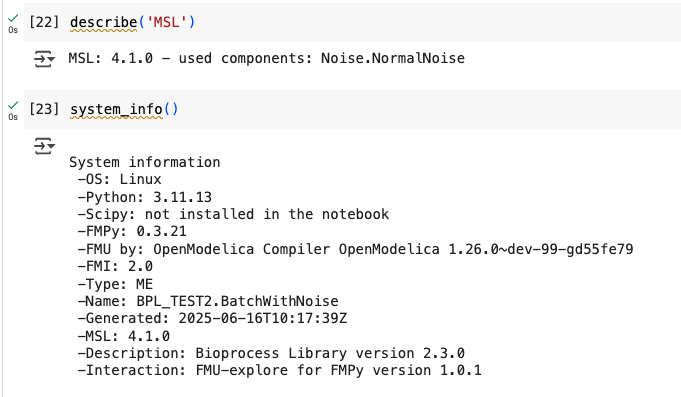 [22] describe('MSL')
0s
MSL: 4.1.0 - used components: Noise.NormalNoise
[23] system_info()
0s
System information
-OS: Linux
-Python: 3.11.13
-Scipy: not installed in the notebook
-FMPy: 0.3.21
-FMU by: OpenModelica Compiler OpenModelica 1.26.0~dev-99-gd55fe79
-FMI: 2.0
-Type: ME
-Name: BPL_TEST2.BatchWithNoise
-Generated: 2025-06-16T10:17:39Z
-MSL: 4.1.0
-Description: Bioprocess Library version 2.3.0
-Interaction: FMU-explore for FMPy version 1.0.1